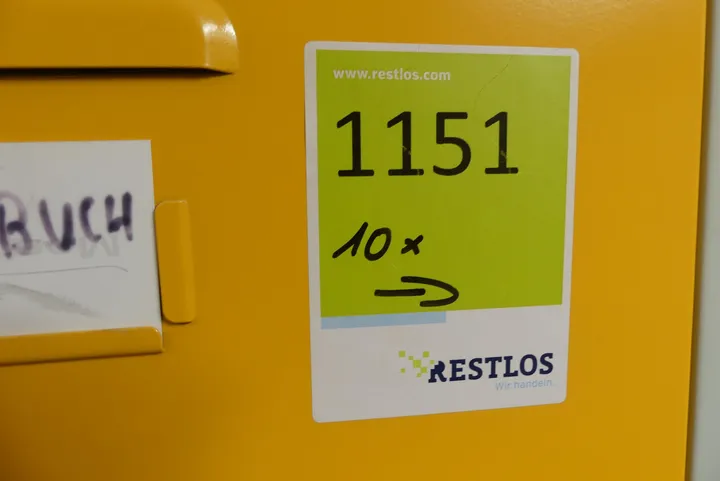 BUCH
www.restlos.com
1151
10x
RESTLOS
Wir handeln.